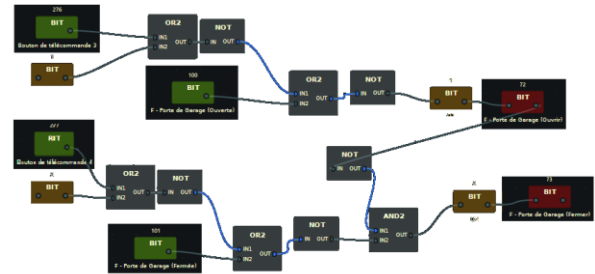 276
BIT
Bouton de télécommande 3
OR2
IN1
IN2
OUT
NOT
IN
OUT
BIT
100
BIT
F - Porte de Garage (Ouverte)
OR2
IN1
IN2
OUT
NOT
IN
OUT
BIT
72
BIT
F - Porte de Garage (Ouvrir)
277
BIT
Bouton de télécommande 4
BIT
OR2
IN1
IN2
OUT
NOT
IN
OUT
NOT
IN
OUT
101
BIT
F - Porte de Garage (Fermée)
OR2
IN1
IN2
OUT
NOT
IN
OUT
AND2
IN1
IN2
OUT
BIT
73
BIT
F - Porte de Garage (Fermer)